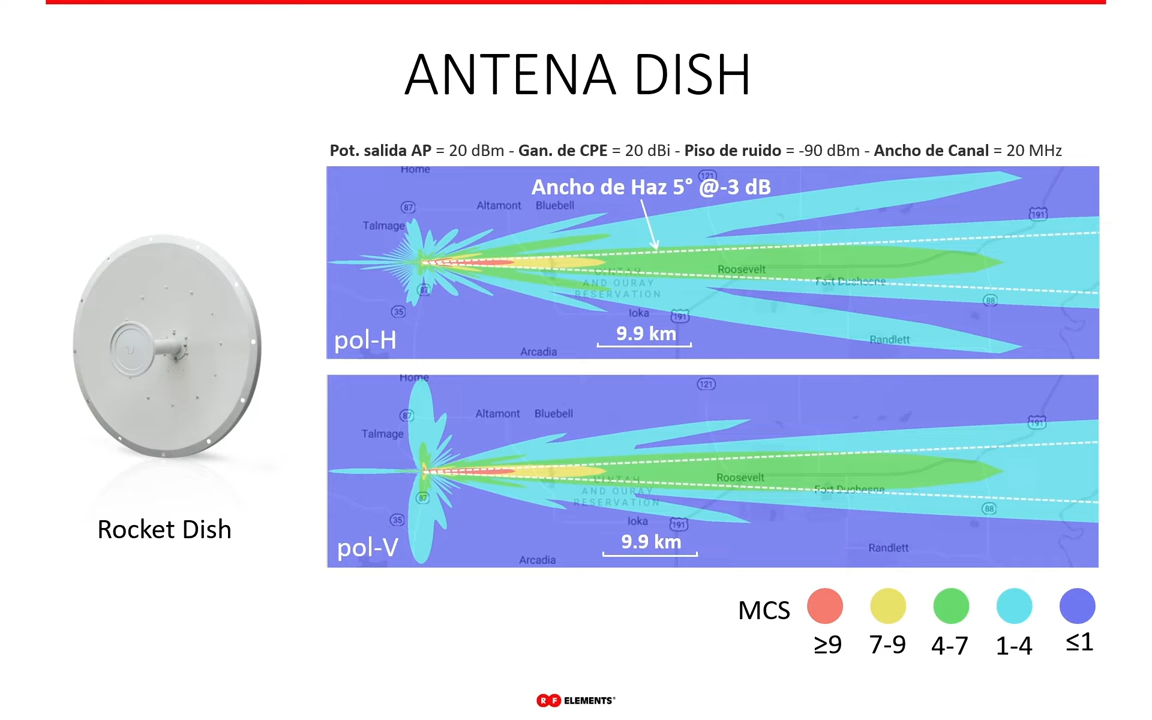 ANTENA DISH
Pot. salida AP = 20 dBm - Gan. de CPE = 20 dBi - Piso de ruido = -90 dBm - Ancho de Canal = 20 MHz
Home
121
Ancho de Haz 5° @-3 dB
87
Altamont Bluebell
191
Talmage
Roosevelt
Fort Duchesne
AND OURAY
RESERVATION
87
88
35
Ioka
191
9.9 km
pol-H
Randlett
Arcadia
Home
121
87
Altamont Bluebell
191
Talmage
Roosevelt
Fort Duchesne
AND OURAY
RESERVATION
87
88
35
Ioka
191
9.9 km
pol-V
Randlett
Arcadia
Rocket Dish
MCS
≥9 7-9 4-7 1-4 ≤1
RF ELEMENTS